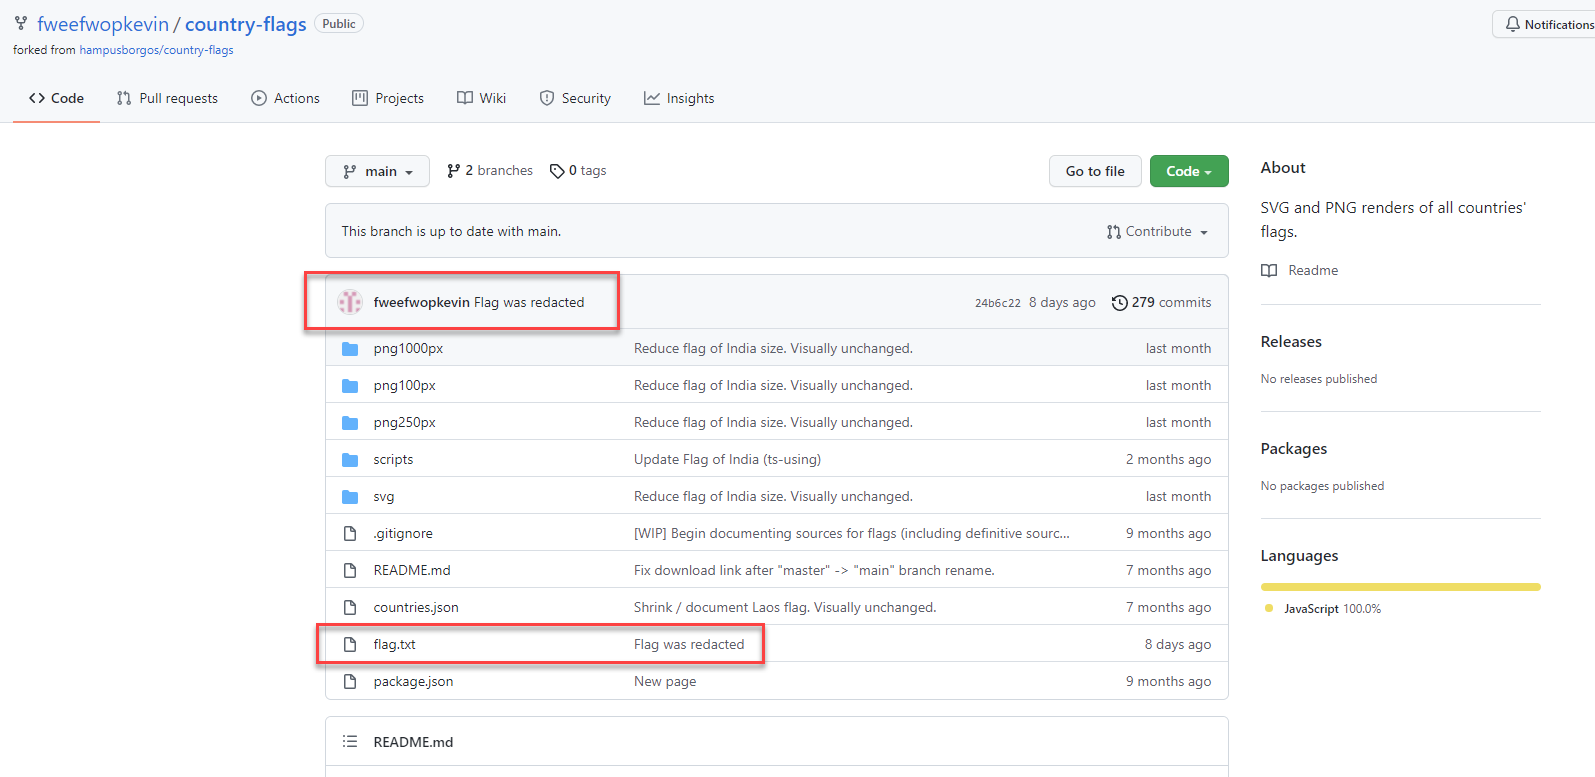 fweefwopkevin / country-flags Public
Notifications
forked from hampusborgos/country-flags
Code Pull requests Actions Projects Wiki Security Insights
main 2 branches 0 tags Go to file Code
This branch is up to date with main. Contribute
fweefwopkevin Flag was redacted 24b6c22 8 days ago 279 commits
png1000px Reduce flag of India size. Visually unchanged. last month
png100px Reduce flag of India size. Visually unchanged. last month
png250px Reduce flag of India size. Visually unchanged. last month
scripts Update Flag of India (ts-using) 2 months ago
svg Reduce flag of India size. Visually unchanged. last month
.gitignore [WIP] Begin documenting sources for flags (including definitive sourc... 9 months ago
README.md Fix download link after "master" -> "main" branch rename. 7 months ago
countries.json Shrink / document Laos flag. Visually unchanged. 7 months ago
flag.txt Flag was redacted 8 days ago
package.json New page 9 months ago
README.md
About
SVG and PNG renders of all countries'
flags.
Readme
Releases
No releases published
Packages
No packages published
Languages
JavaScript 100.0%